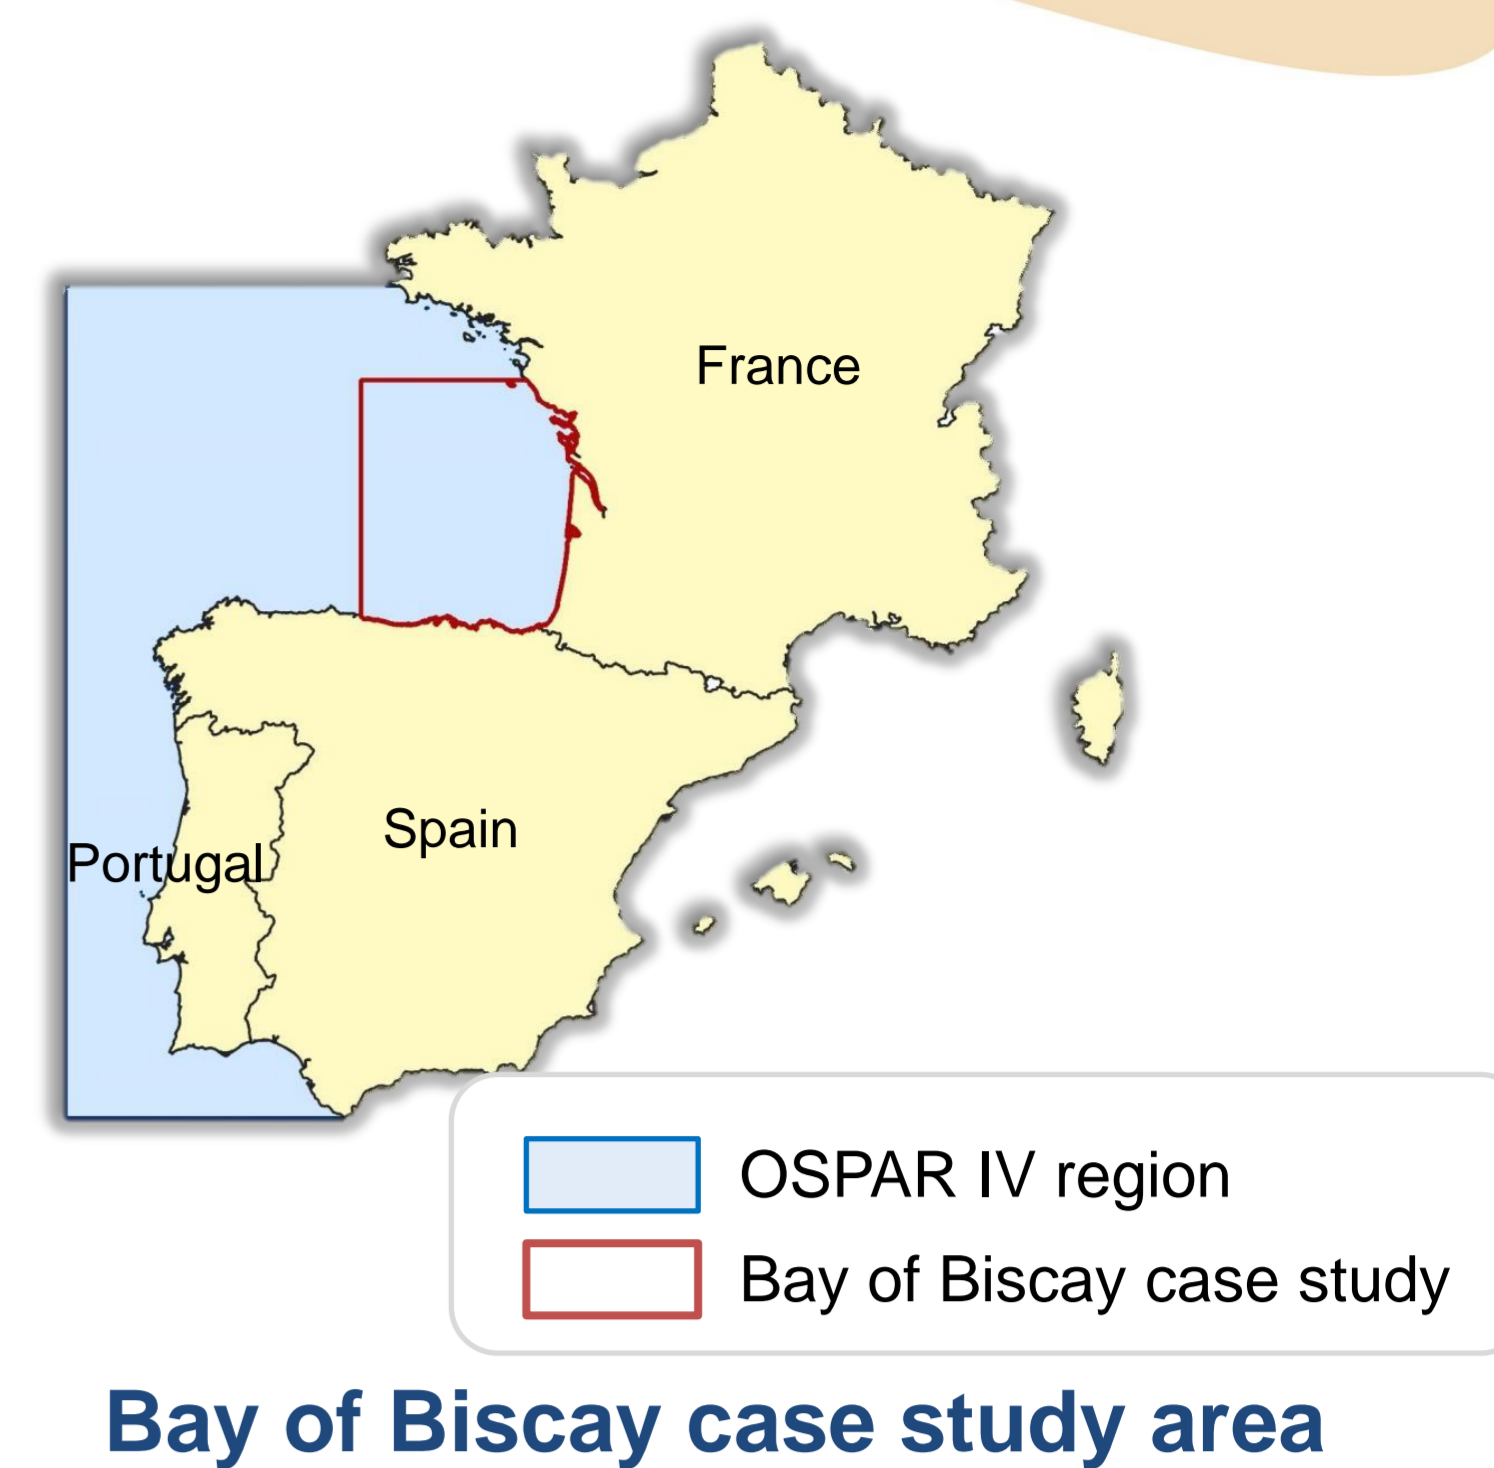 France
Spain
Portugal
OSPAR IV region
Bay of Biscay case study
Bay of Biscay case study area